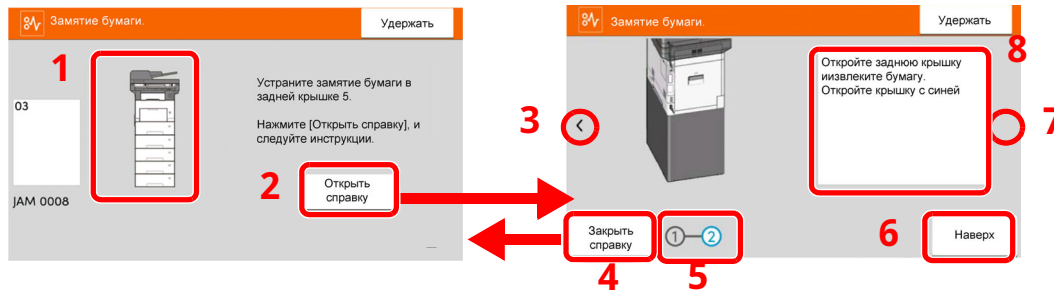 Замятие бумаги.
Удержать
1
03
Устраните замятие бумаги в
задней крышке 5.
Нажмите [Открыть справку], и
следуйте инструкции.
2
Открыть
справку
JAM 0008
Замятие бумаги.
Удержать
8
Откройте заднюю крышку
иизвлеките бумагу.
Откройте крышку с синей
3
7
Закрыть
справку
4
1 2
5
6
Наверх